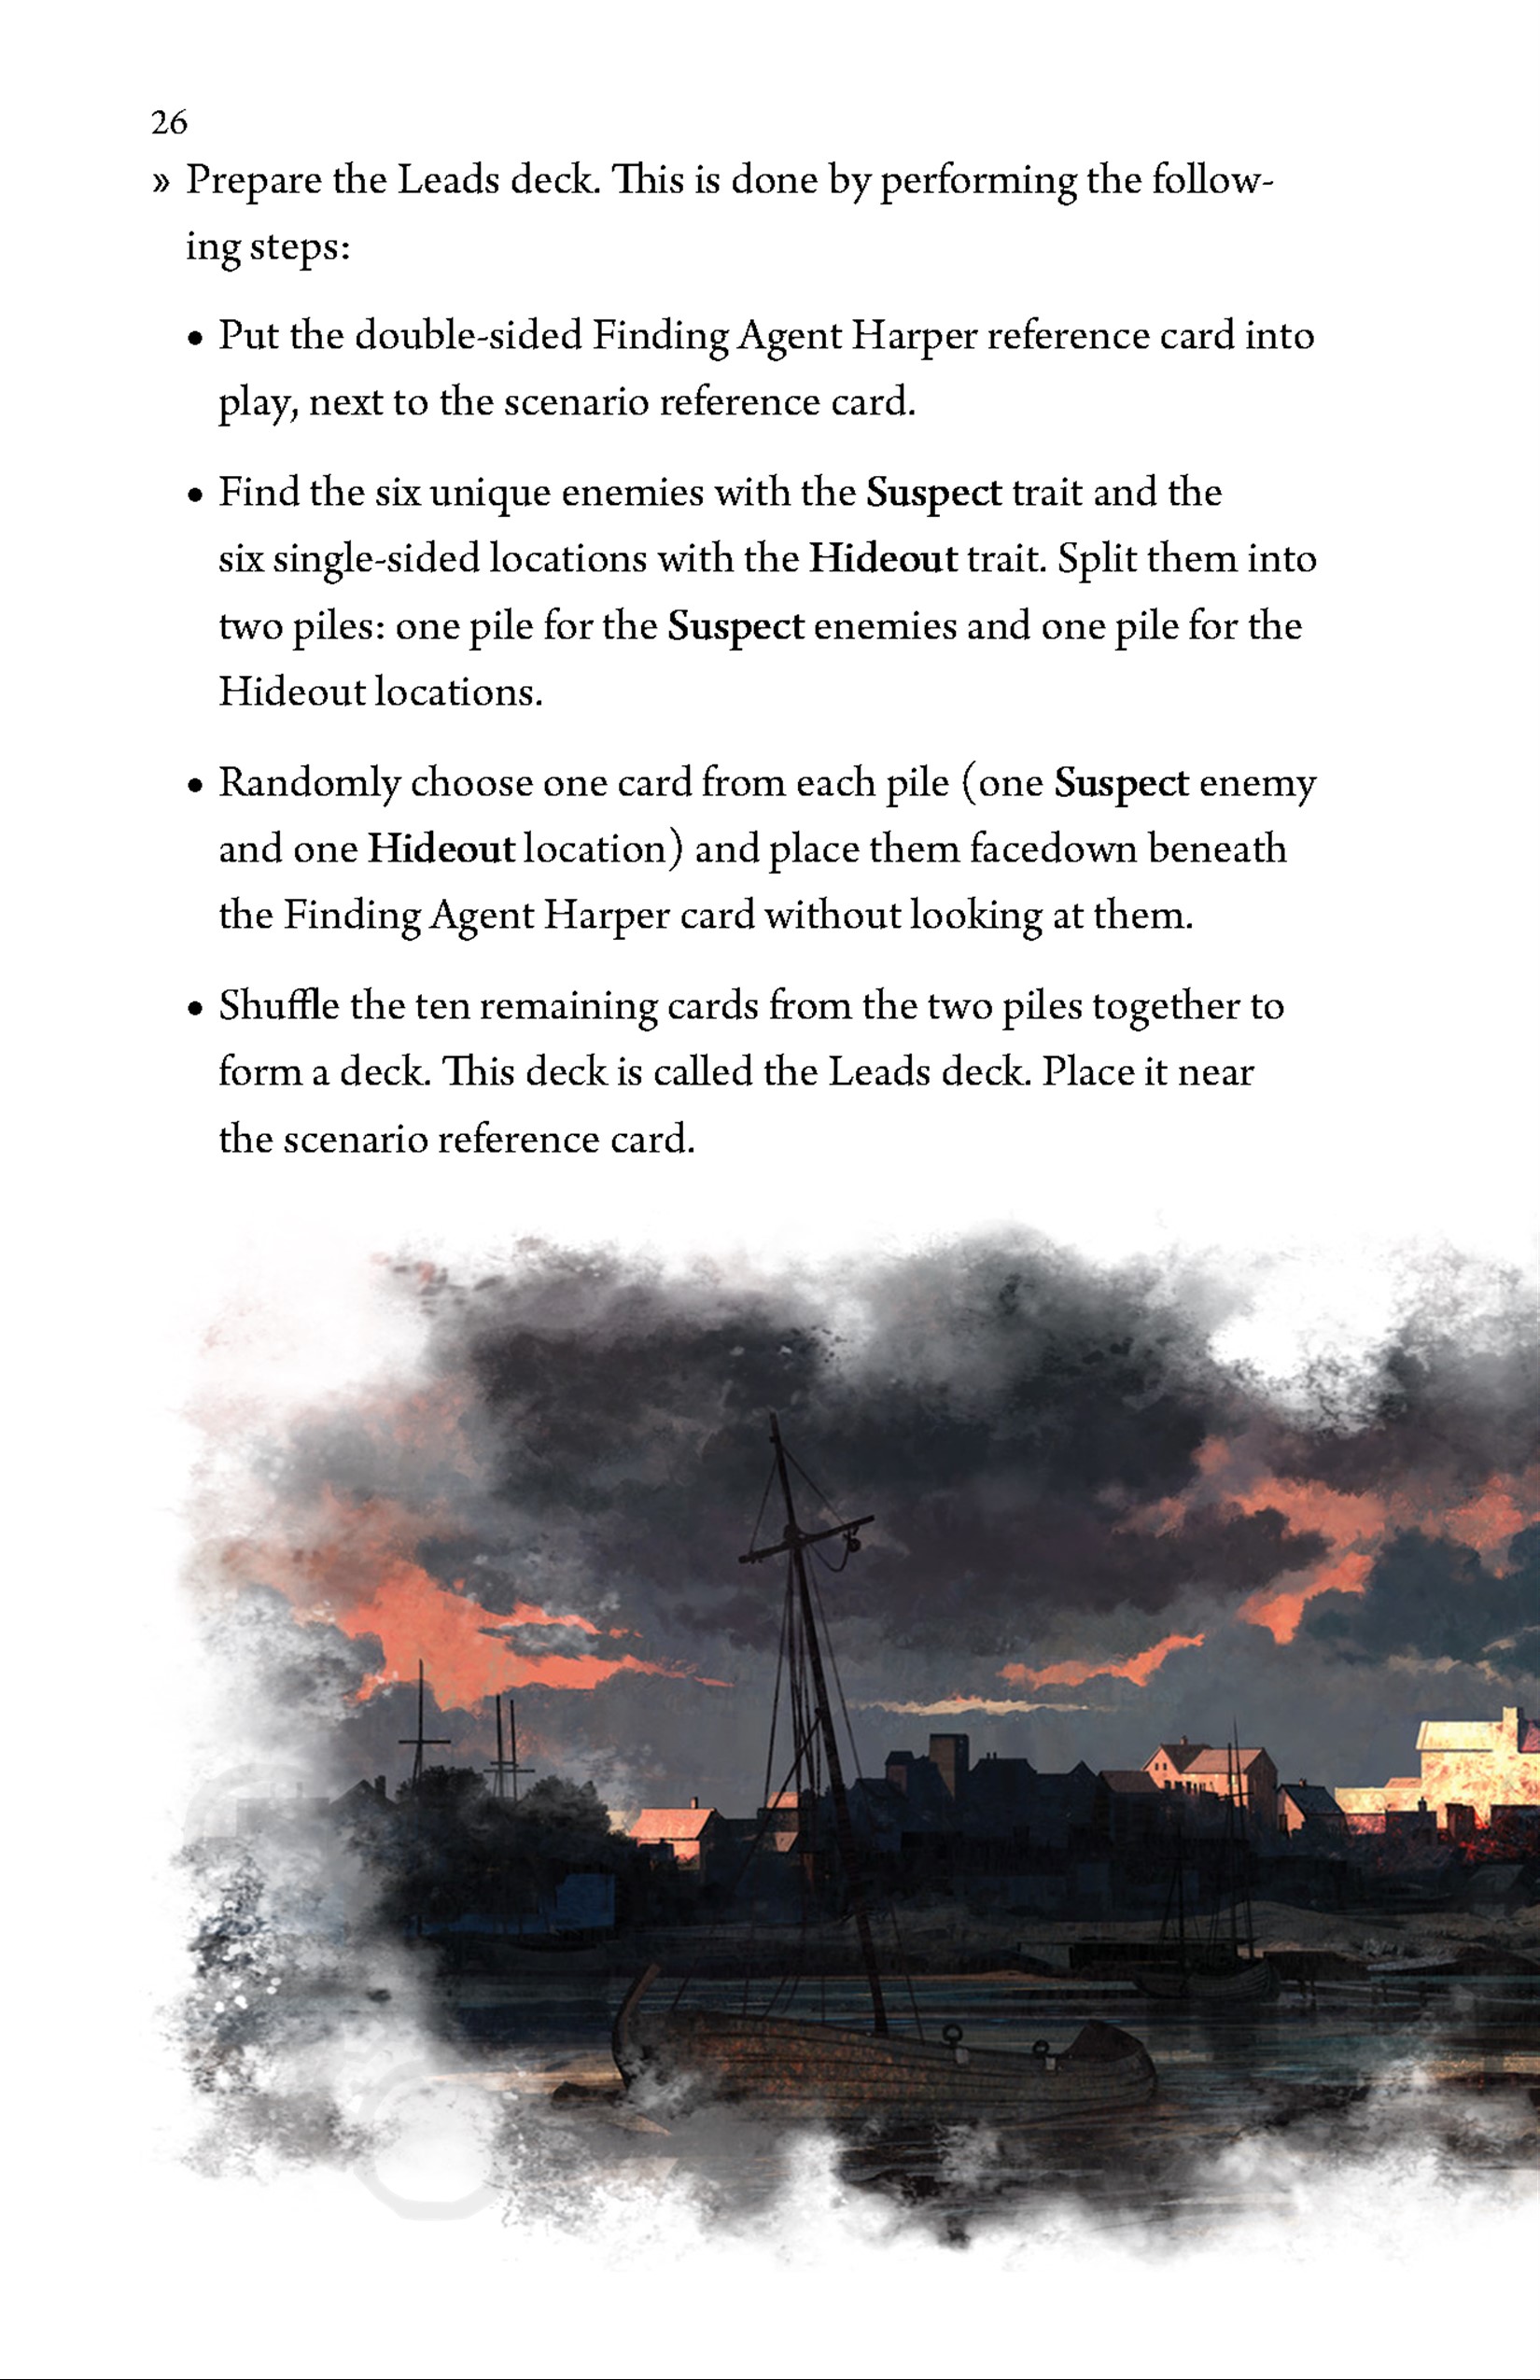 26
» Prepare the Leads deck. This is done by performing the follow-
ing steps:
• Put the double-sided Finding Agent Harper reference card into
play, next to the scenario reference card.
• Find the six unique enemies with the Suspect trait and the
six single-sided locations with the Hideout trait. Split them into
two piles: one pile for the Suspect enemies and one pile for the
Hideout locations.
• Randomly choose one card from each pile (one Suspect enemy
and one Hideout location) and place them facedown beneath
the Finding Agent Harper card without looking at them.
• Shuffle the ten remaining cards from the two piles together to
form a deck. This deck is called the Leads deck. Place it near
the scenario reference card.